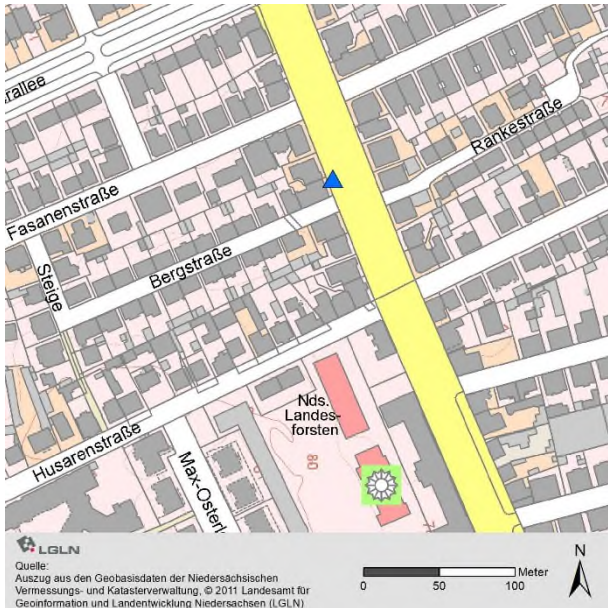 rallee
Fasanenstraße
Rankestraße
Bergstraße
Steige
Nds.
Landes-
forsten
80
Husarenstraße
Max-Osterl
LGLN
Quelle:
Auszug aus den Geobasisdaten der Niedersächsischen
Vermessungs- und Katasterverwaltung, © 2011 Landesamt für
Geoinformation und Landentwicklung Niedersachsen (LGLN)
Meter
0 50 100
N